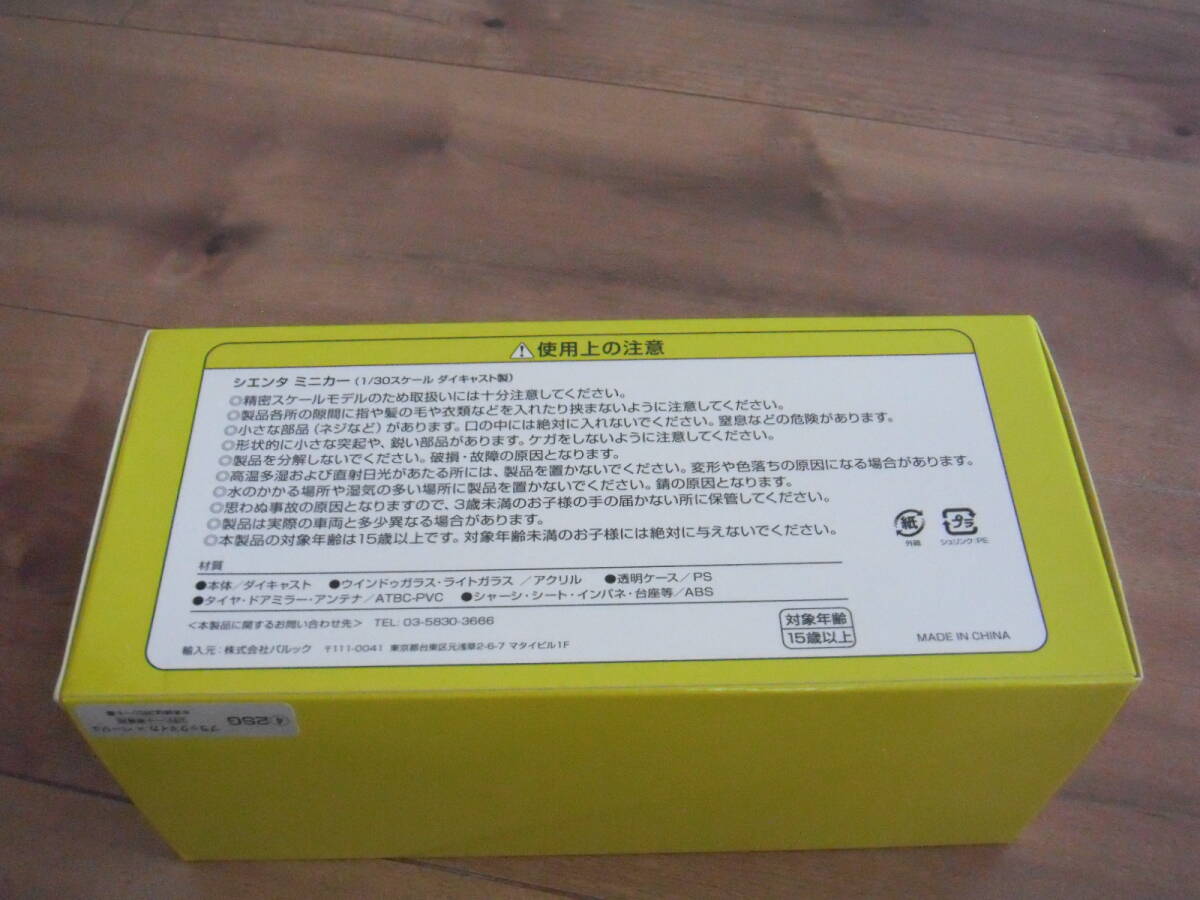 使用上の注意
シエンタ ミニカー (1/30スケール ダイキャスト製)
◎精密スケールモデルのため取扱いには十分注意してください。
◎製品各所の隙間に指や髪の毛や衣類などを入れたり挟まないように注意してください。
◎小さな部品(ネジなど)があります。口の中には絶対に入れないでください。窒息などの危険があります。
◎形状的に小さな突起や、鋭い部品があります。ケガをしないように注意してください。
◎製品を分解しないでください。破損・故障の原因となります。
◎高温多湿および直射日光があたる所には、製品を置かないでください。変形や色落ちの原因になる場合があります。
◎水のかかる場所や湿気の多い場所に製品を置かないでください。錆の原因となります。
◎思わぬ事故の原因となりますので、3歳未満のお子様の手の届かない所に保管してください。
◎製品は実際の車両と多少異なる場合があります。
◎本製品の対象年齢は15歳以上です。対象年齢未満のお子様には絶対に与えないでください。
紙
外箱
プラ
シュリンク:PE
材質
●本体/ダイキャスト ●ウインドゥガラス・ライトガラス /アクリル ●透明ケース/PS
●タイヤ・ドアミラー・アンテナ/ATBC-PVC ●シャーシ・シート・インパネ・台座等/ABS
<本製品に関するお問い合わせ先> TEL: 03-5830-3666
輸入元:株式会社バルック 〒111-0041 東京都台東区元浅草2-6-7 マタイビル1F
対象年齢
15歳以上
MADE IN CHINA
④ 2SG
ブラックマイカ × ベージュ